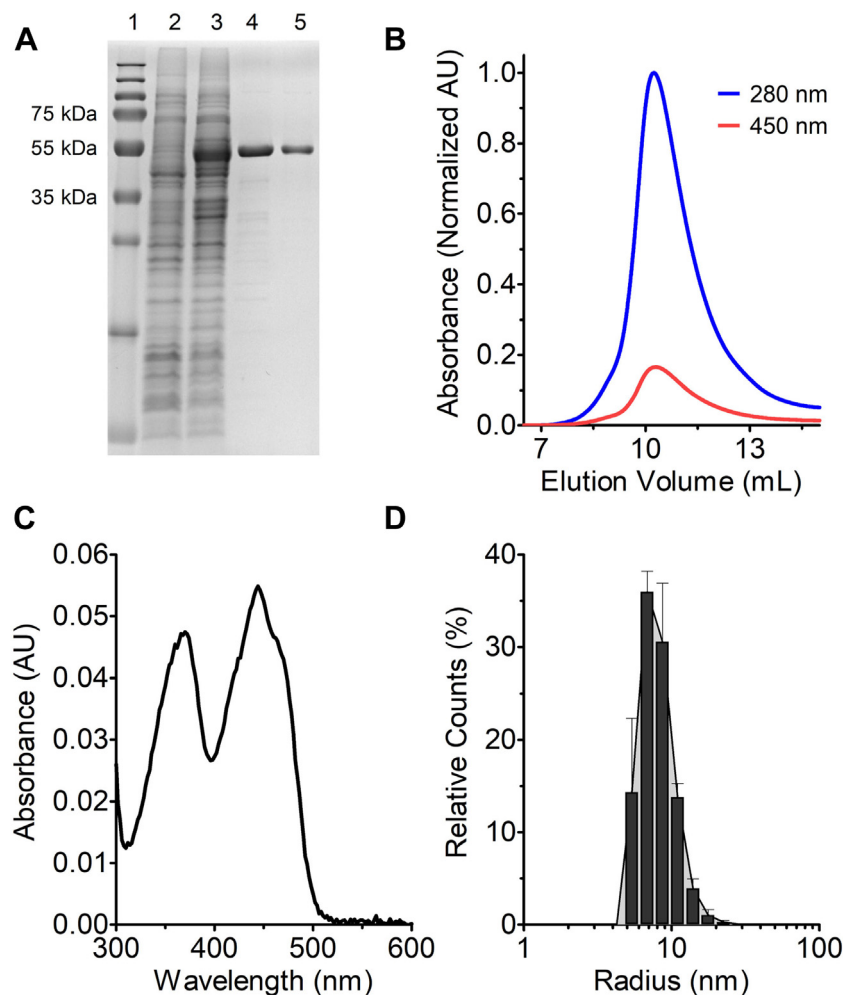 A
1 2 3 4 5
75 kDa
55 kDa
35 kDa
B
Absorbance (Normalized AU)
1.0
0.8
0.6
0.4
0.2
0.0
280 nm
450 nm
7 10 13
Elution Volume (mL)
C
Absorbance (AU)
0.06
0.05
0.04
0.03
0.02
0.01
0.00
300 400 500 600
Wavelength (nm)
D
Relative Counts (%)
40
30
20
10
0
1 10 100
Radius (nm)